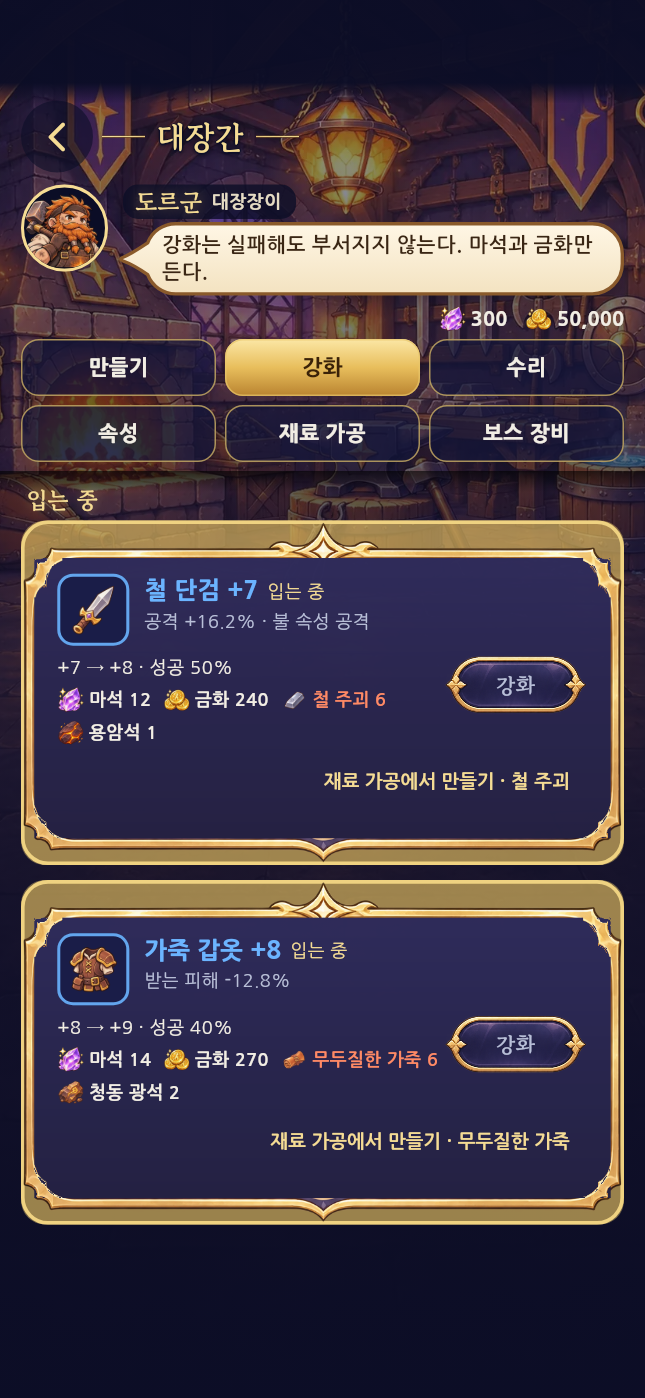 대장간
도르군 대장장이
강화는 실패해도 부서지지 않는다. 마석과 금화만
든다.
300 50,000
만들기 강화 수리
속성 재료 가공 보스 장비
입는 중
철 단검 +7 입는 중
공격 +16.2% · 불 속성 공격
+7 → +8 · 성공 50%
마석 12 금화 240 철 주괴 6
강화
용암석 1
재료 가공에서 만들기 · 철 주괴
가죽 갑옷 +8 입는 중
받는 피해 -12.8%
+8 → +9 · 성공 40%
마석 14 금화 270 무두질한 가죽 6
강화
청동 광석 2
재료 가공에서 만들기 · 무두질한 가죽